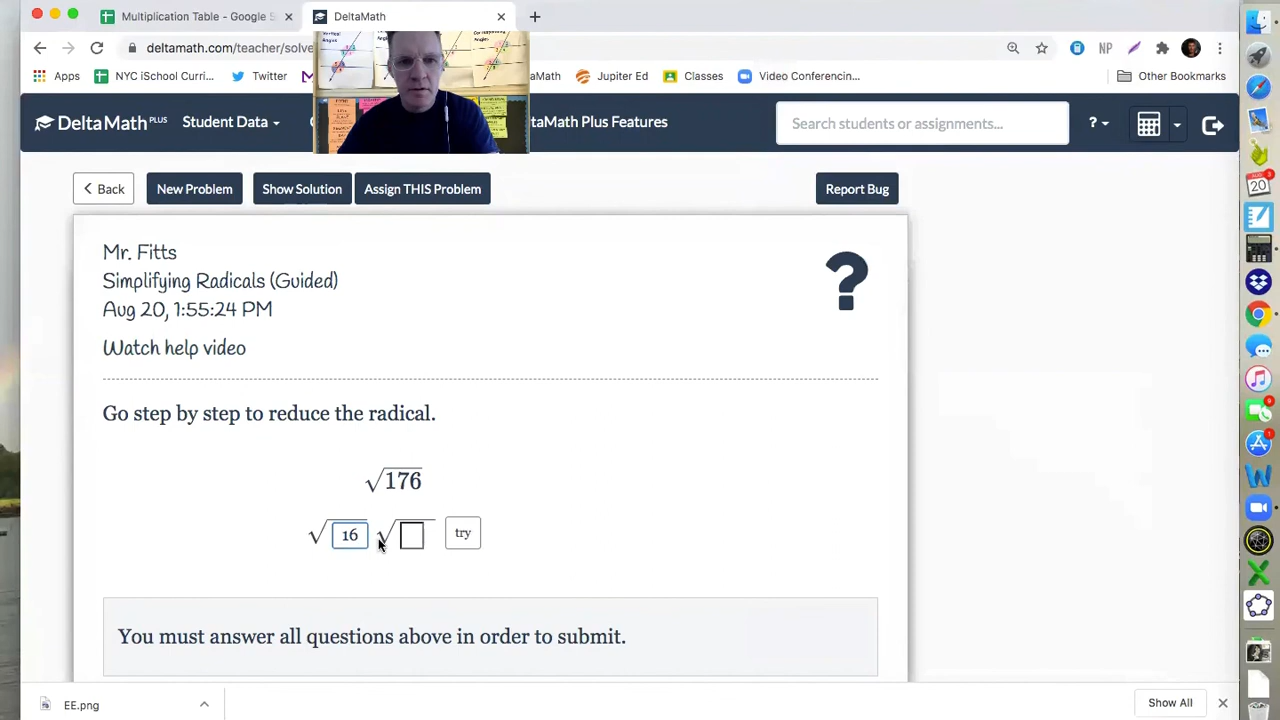 Multiplication Table - Google S
DeltaMath
deltamath.com/teacher/solve
NP
Apps
NYC iSchool Curri...
Twitter
Math
Jupiter Ed
Classes
Video Conferencin...
Other Bookmarks
DeltaMath PLUS
Student Data
ltaMath Plus Features
Search students or assignments...
?
Back
New Problem
Show Solution
Assign THIS Problem
Report Bug
Mr. Fitts
Simplifying Radicals (Guided)
Aug 20, 1:55:24 PM
Watch help video
?
Go step by step to reduce the radical.
√176
√16 √ try
You must answer all questions above in order to submit.
EE.png
Show All
20